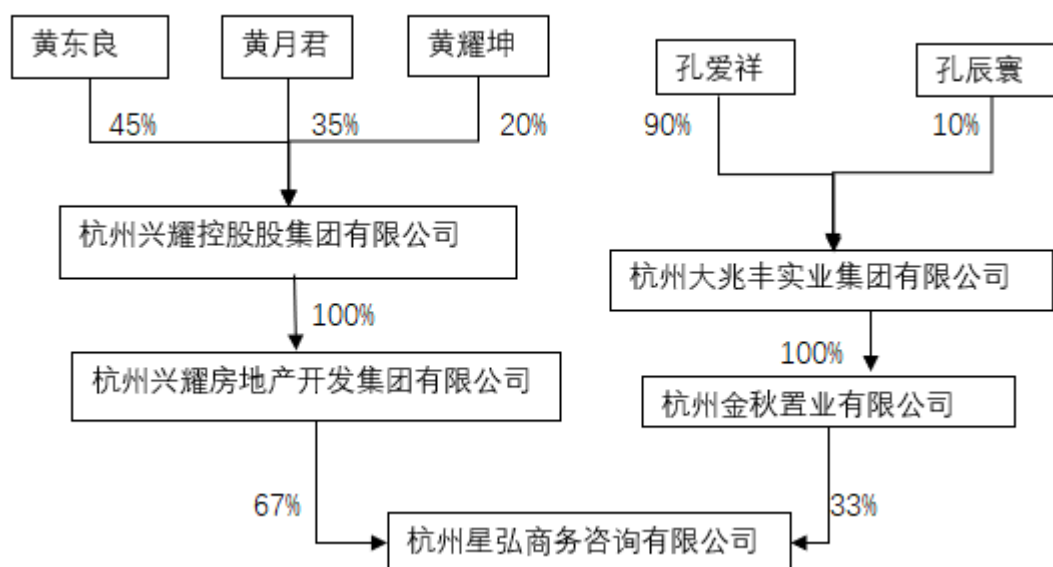 黄东良
黄月君
黄耀坤
孔爱祥
孔辰寰
45%
35%
20%
90%
10%
杭州兴耀控股股集团有限公司
杭州大兆丰实业集团有限公司
100%
100%
杭州兴耀房地产开发集团有限公司
杭州金秋置业有限公司
67%
33%
杭州星弘商务咨询有限公司